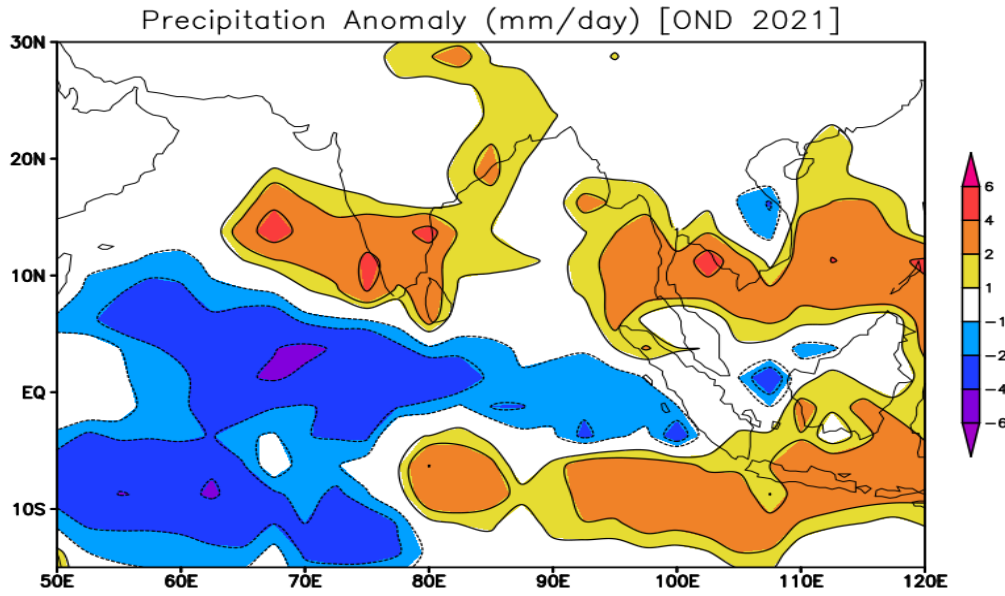 Precipitation Anomaly (mm/day) [OND 2021]
30N
20N
10N
EQ
10S
50E 60E 70E 80E 90E 100E 110E 120E
6
4
2
1
−1
−2
−4
−6